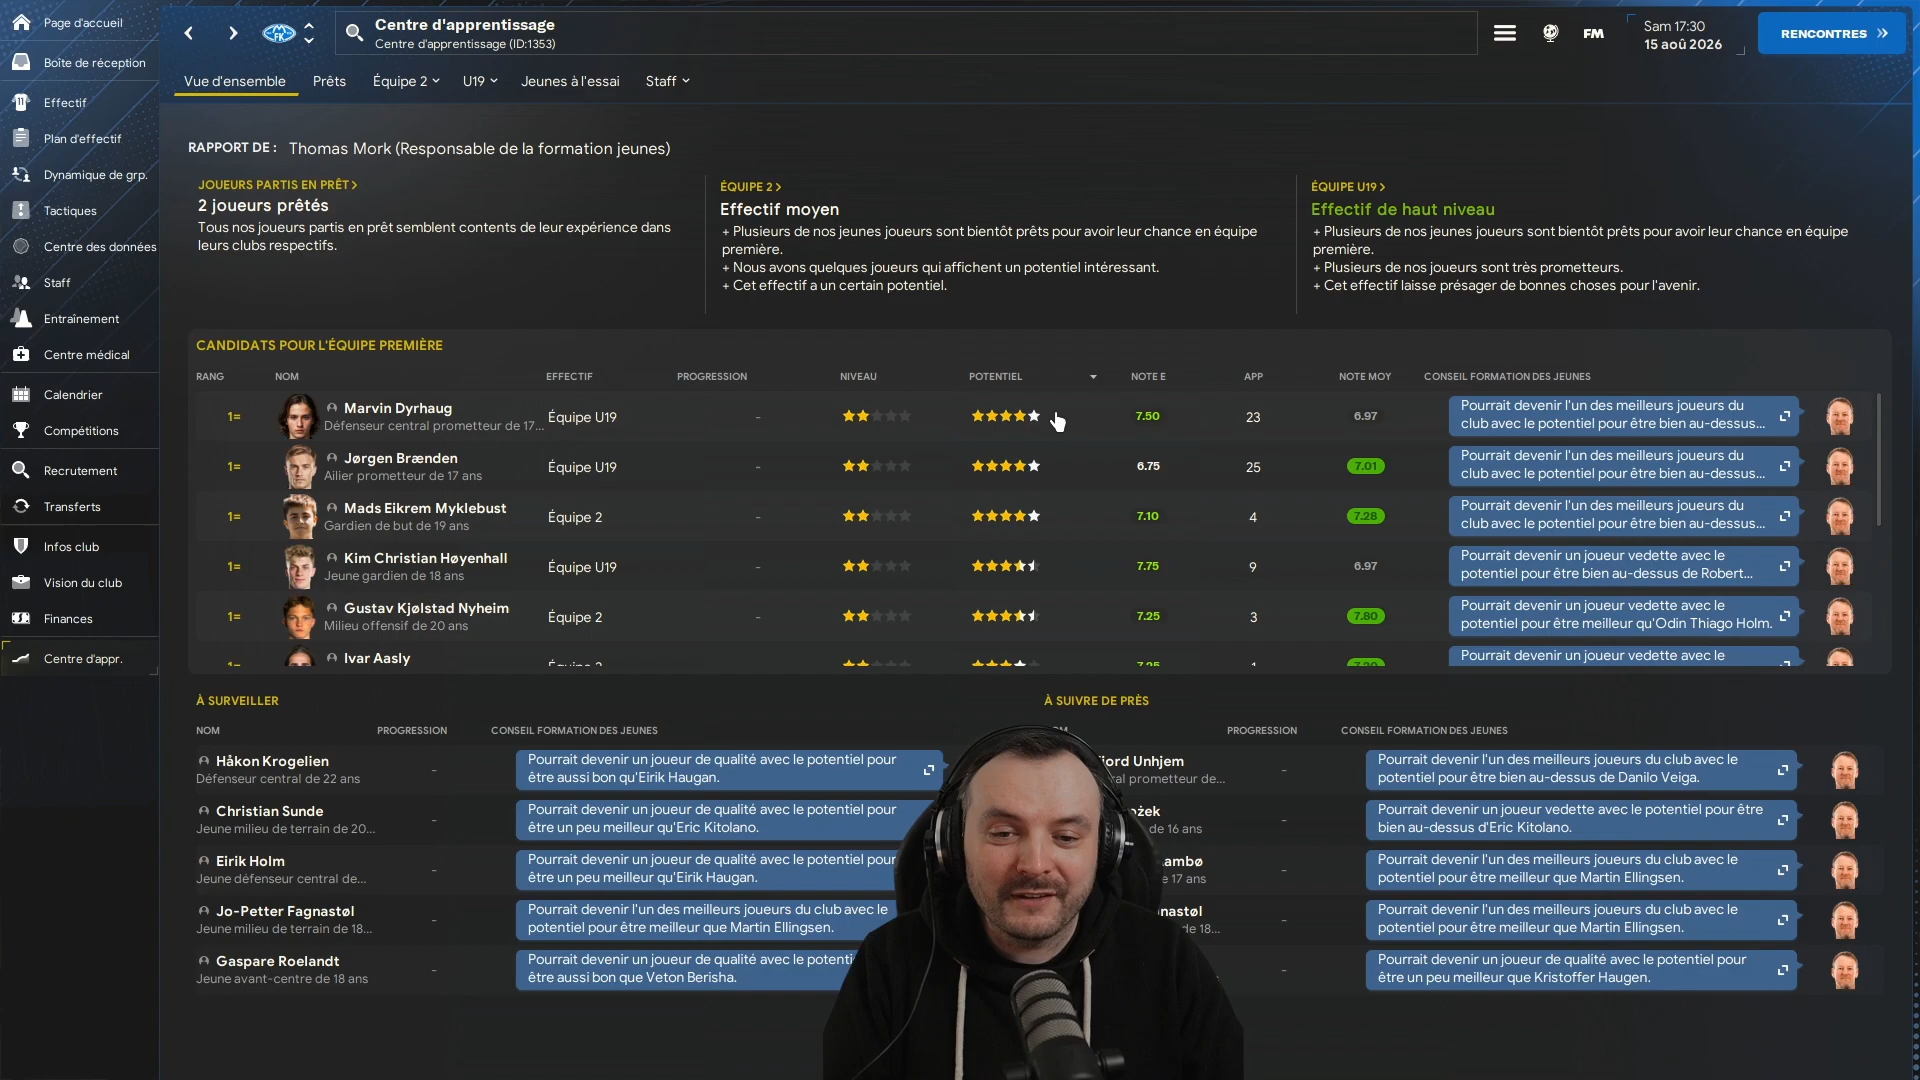 Page d'accueil
Boîte de réception
Effectif
Plan d'effectif
Dynamique de grp.
Tactiques
Centre des données
Staff
Entraînement
Centre médical
Calendrier
Compétitions
Recrutement
Transferts
Infos club
Vision du club
Finances
Centre d'appr.
Centre d'apprentissage
Centre d'apprentissage (ID:1353)
FM
Sam 17:30
15 aoû 2026
RENCONTRES
Vue d'ensemble
Prêts
Équipe 2
U19
Jeunes à l'essai
Staff
RAPPORT DE : Thomas Mork (Responsable de la formation jeunes)
JOUEURS PARTIS EN PRÊT
2 joueurs prêtés
Tous nos joueurs partis en prêt semblent contents de leur expérience dans
leurs clubs respectifs.
ÉQUIPE 2
Effectif moyen
+ Plusieurs de nos jeunes joueurs sont bientôt prêts pour avoir leur chance en équipe
première.
+ Nous avons quelques joueurs qui affichent un potentiel intéressant.
+ Cet effectif a un certain potentiel.
ÉQUIPE U19
Effectif de haut niveau
+ Plusieurs de nos jeunes joueurs sont bientôt prêts pour avoir leur chance en équipe
première.
+ Plusieurs de nos joueurs sont très prometteurs.
+ Cet effectif laisse présager de bonnes choses pour l'avenir.
CANDIDATS POUR L'ÉQUIPE PREMIÈRE
RANG NOM EFFECTIF PROGRESSION NIVEAU POTENTIEL NOTE E APP NOTE MOY CONSEIL FORMATION DES JEUNES
1= Marvin Dyrhaug Équipe U19 - 7.50 23 6.97
Défenseur central prometteur de 17...
Pourrait devenir l'un des meilleurs joueurs du
club avec le potentiel pour être bien au-dessus...
1= Jørgen Brænden Équipe U19 - 6.75 25 7.01
Ailier prometteur de 17 ans
Pourrait devenir l'un des meilleurs joueurs du
club avec le potentiel pour être bien au-dessus...
1= Mads Eikrem Myklebust Équipe 2 - 7.10 4 7.28
Gardien de but de 19 ans
Pourrait devenir l'un des meilleurs joueurs du
club avec le potentiel pour être bien au-dessus...
1= Kim Christian Høyenhall Équipe U19 - 7.75 9 6.97
Jeune gardien de 18 ans
Pourrait devenir un joueur vedette avec le
potentiel pour être bien au-dessus de Robert...
1= Gustav Kjølstad Nyheim Équipe 2 - 7.25 3 7.80
Milieu offensif de 20 ans
Pourrait devenir un joueur vedette avec le
potentiel pour être meilleur qu'Odin Thiago Holm.
1= Ivar Aasly Équipe 2
Pourrait devenir un joueur vedette avec le
À SURVEILLER
NOM PROGRESSION CONSEIL FORMATION DES JEUNES
Håkon Krogelien -
Défenseur central de 22 ans
Pourrait devenir un joueur de qualité avec le potentiel pour
être aussi bon qu'Eirik Haugan.
Christian Sunde -
Jeune milieu de terrain de 20...
Pourrait devenir un joueur de qualité avec le potentiel pour
être un peu meilleur qu'Eric Kitolano.
Eirik Holm -
Jeune défenseur central de...
Pourrait devenir un joueur de qualité avec le potentiel pour
être un peu meilleur qu'Eirik Haugan.
Jo-Petter Fagnastøl -
Jeune milieu de terrain de 18...
Pourrait devenir l'un des meilleurs joueurs du club avec le
potentiel pour être meilleur que Martin Ellingsen.
Gaspare Roelandt -
Jeune avant-centre de 18 ans
Pourrait devenir un joueur de qualité avec le potenti
être aussi bon que Veton Berisha.
À SUIVRE DE PRÈS
PROGRESSION CONSEIL FORMATION DES JEUNES
jord Unhjem -
al prometteur de...
Pourrait devenir l'un des meilleurs joueurs du club avec le
potentiel pour être bien au-dessus de Danilo Veiga.
ożek -
de 16 ans
Pourrait devenir un joueur vedette avec le potentiel pour être
bien au-dessus d'Eric Kitolano.
ambø -
e 17 ans
Pourrait devenir l'un des meilleurs joueurs du club avec le
potentiel pour être meilleur que Martin Ellingsen.
nastøl -
de 18...
Pourrait devenir l'un des meilleurs joueurs du club avec le
potentiel pour être meilleur que Martin Ellingsen.
-
Pourrait devenir un joueur de qualité avec le potentiel pour
être un peu meilleur que Kristoffer Haugen.